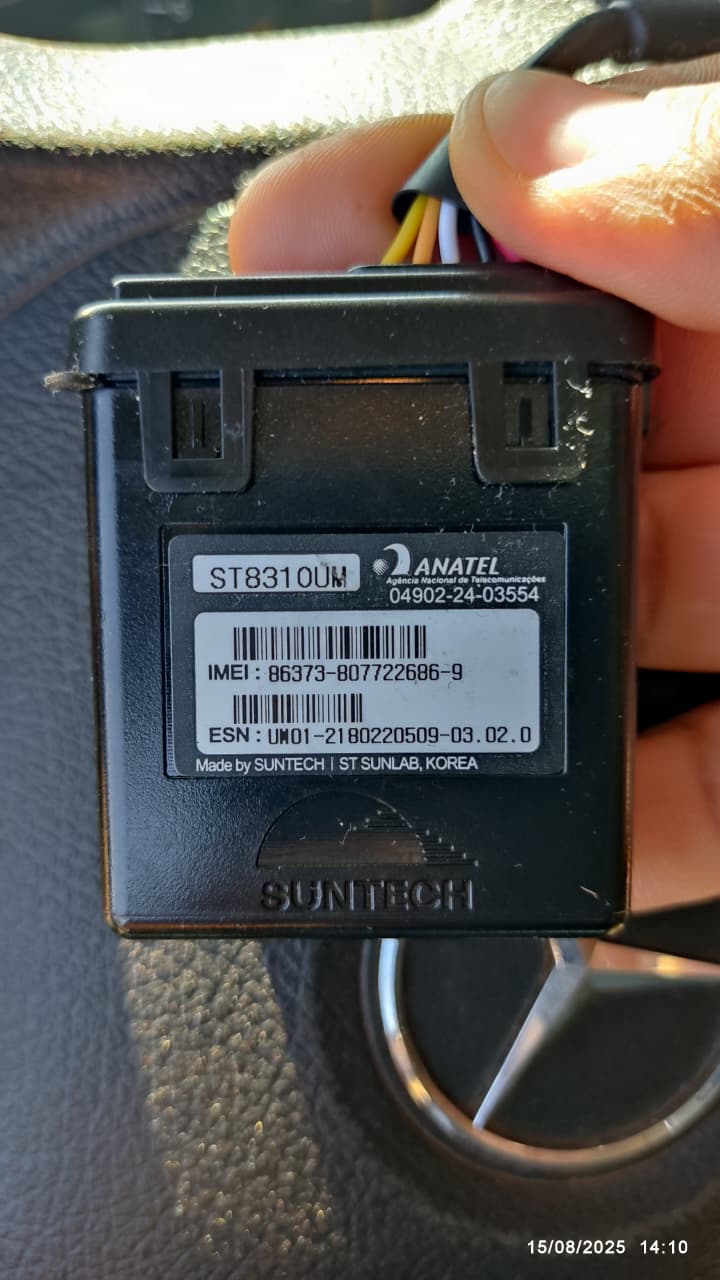 ST8310UM
ANATEL
Agência Nacional de Telecomunicações
04902-24-03554
IMEI : 86373-807722686-9
ESN : UM01-2180220509-03.02.0
Made by SUNTECH | ST SUNLAB, KOREA
SUNTECH
15/08/2025 14:10